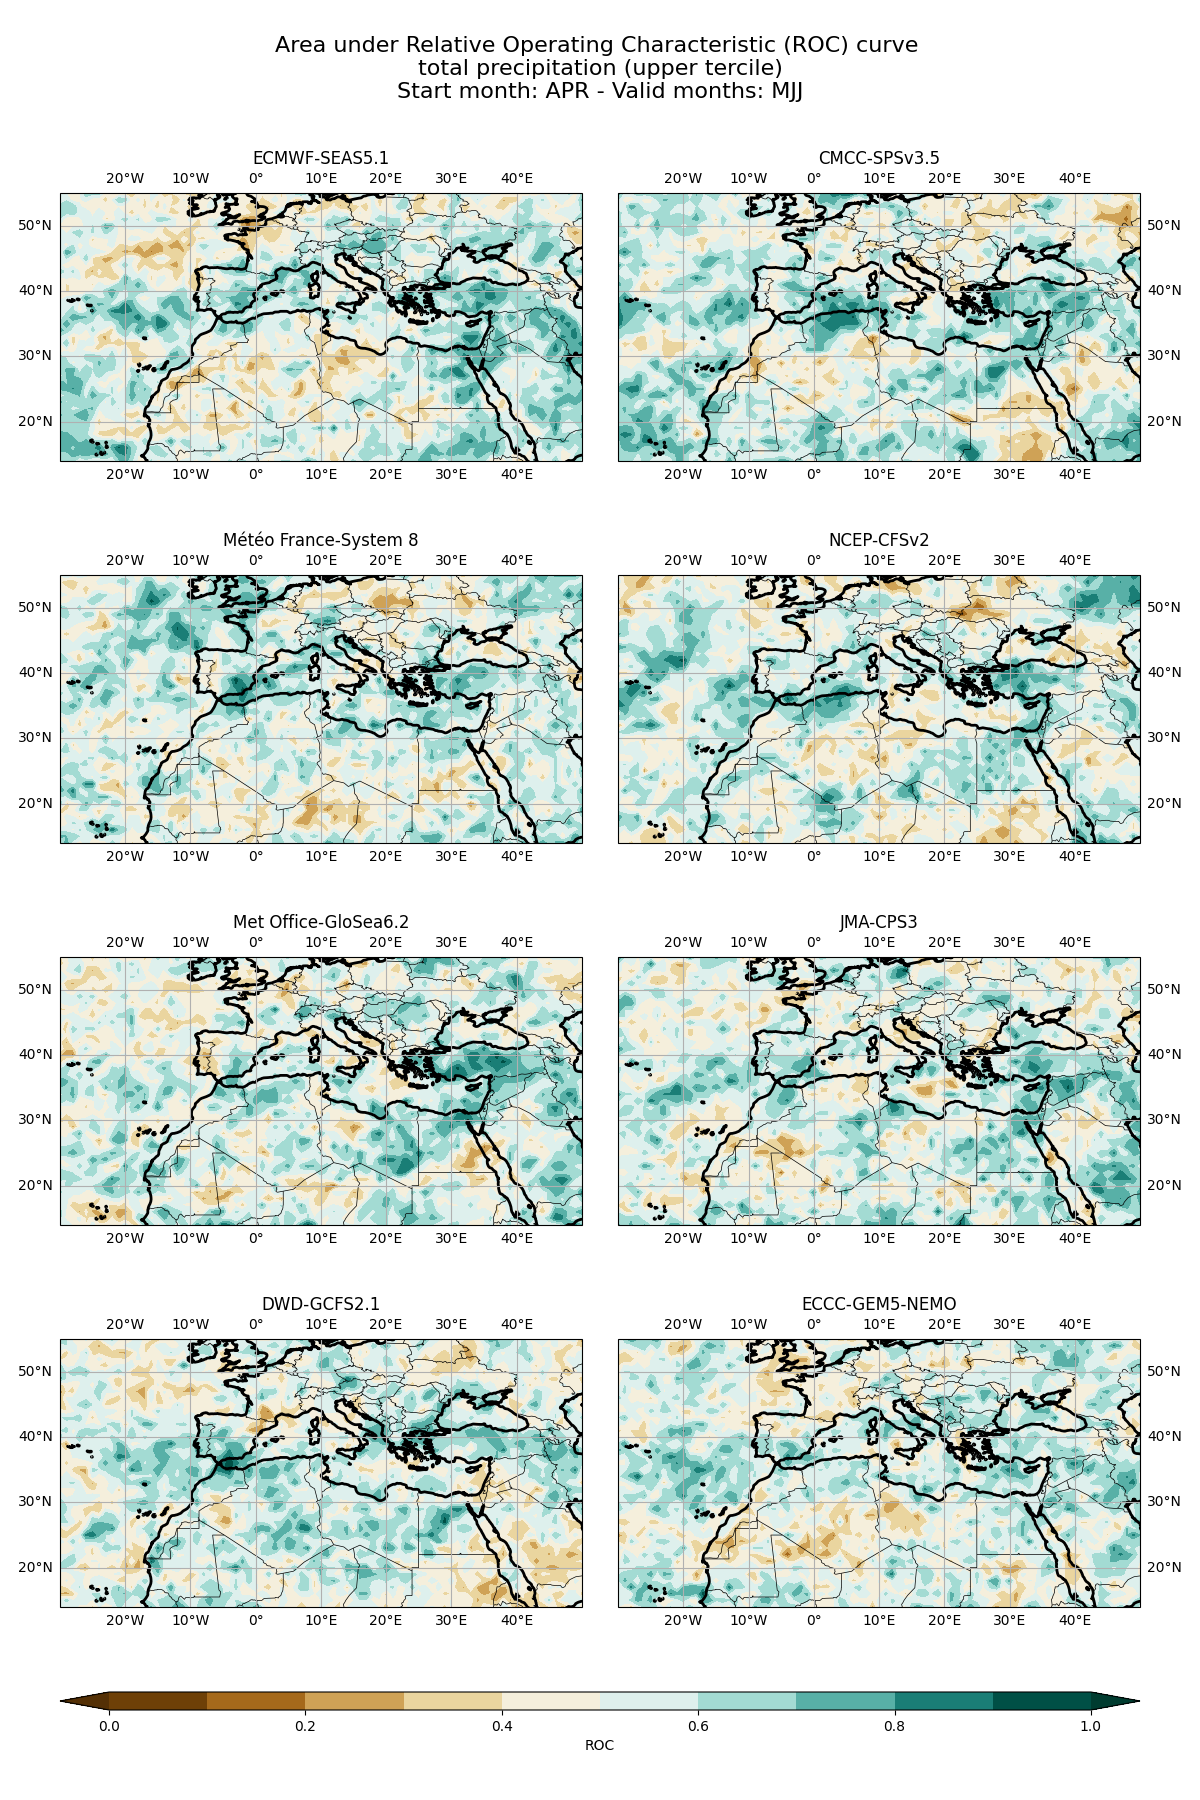 Area under Relative Operating Characteristic (ROC) curve
total precipitation (upper tercile)
Start month: APR - Valid months: MJJ
ECMWF-SEAS5.1 CMCC-SPSv3.5
20°W 10°W 0° 10°E 20°E 30°E 40°E 20°W 10°W 0° 10°E 20°E 30°E 40°E
50°N 50°N
40°N 40°N
30°N 30°N
20°N 20°N
20°W 10°W 0° 10°E 20°E 30°E 40°E 20°W 10°W 0° 10°E 20°E 30°E 40°E
Météo France-System 8 NCEP-CFSv2
20°W 10°W 0° 10°E 20°E 30°E 40°E 20°W 10°W 0° 10°E 20°E 30°E 40°E
50°N 50°N
40°N 40°N
30°N 30°N
20°N 20°N
20°W 10°W 0° 10°E 20°E 30°E 40°E 20°W 10°W 0° 10°E 20°E 30°E 40°E
Met Office-GloSea6.2 JMA-CPS3
20°W 10°W 0° 10°E 20°E 30°E 40°E 20°W 10°W 0° 10°E 20°E 30°E 40°E
50°N 50°N
40°N 40°N
30°N 30°N
20°N 20°N
20°W 10°W 0° 10°E 20°E 30°E 40°E 20°W 10°W 0° 10°E 20°E 30°E 40°E
DWD-GCFS2.1 ECCC-GEM5-NEMO
20°W 10°W 0° 10°E 20°E 30°E 40°E 20°W 10°W 0° 10°E 20°E 30°E 40°E
50°N 50°N
40°N 40°N
30°N 30°N
20°N 20°N
20°W 10°W 0° 10°E 20°E 30°E 40°E 20°W 10°W 0° 10°E 20°E 30°E 40°E
0.0 0.2 0.4 0.6 0.8 1.0
ROC